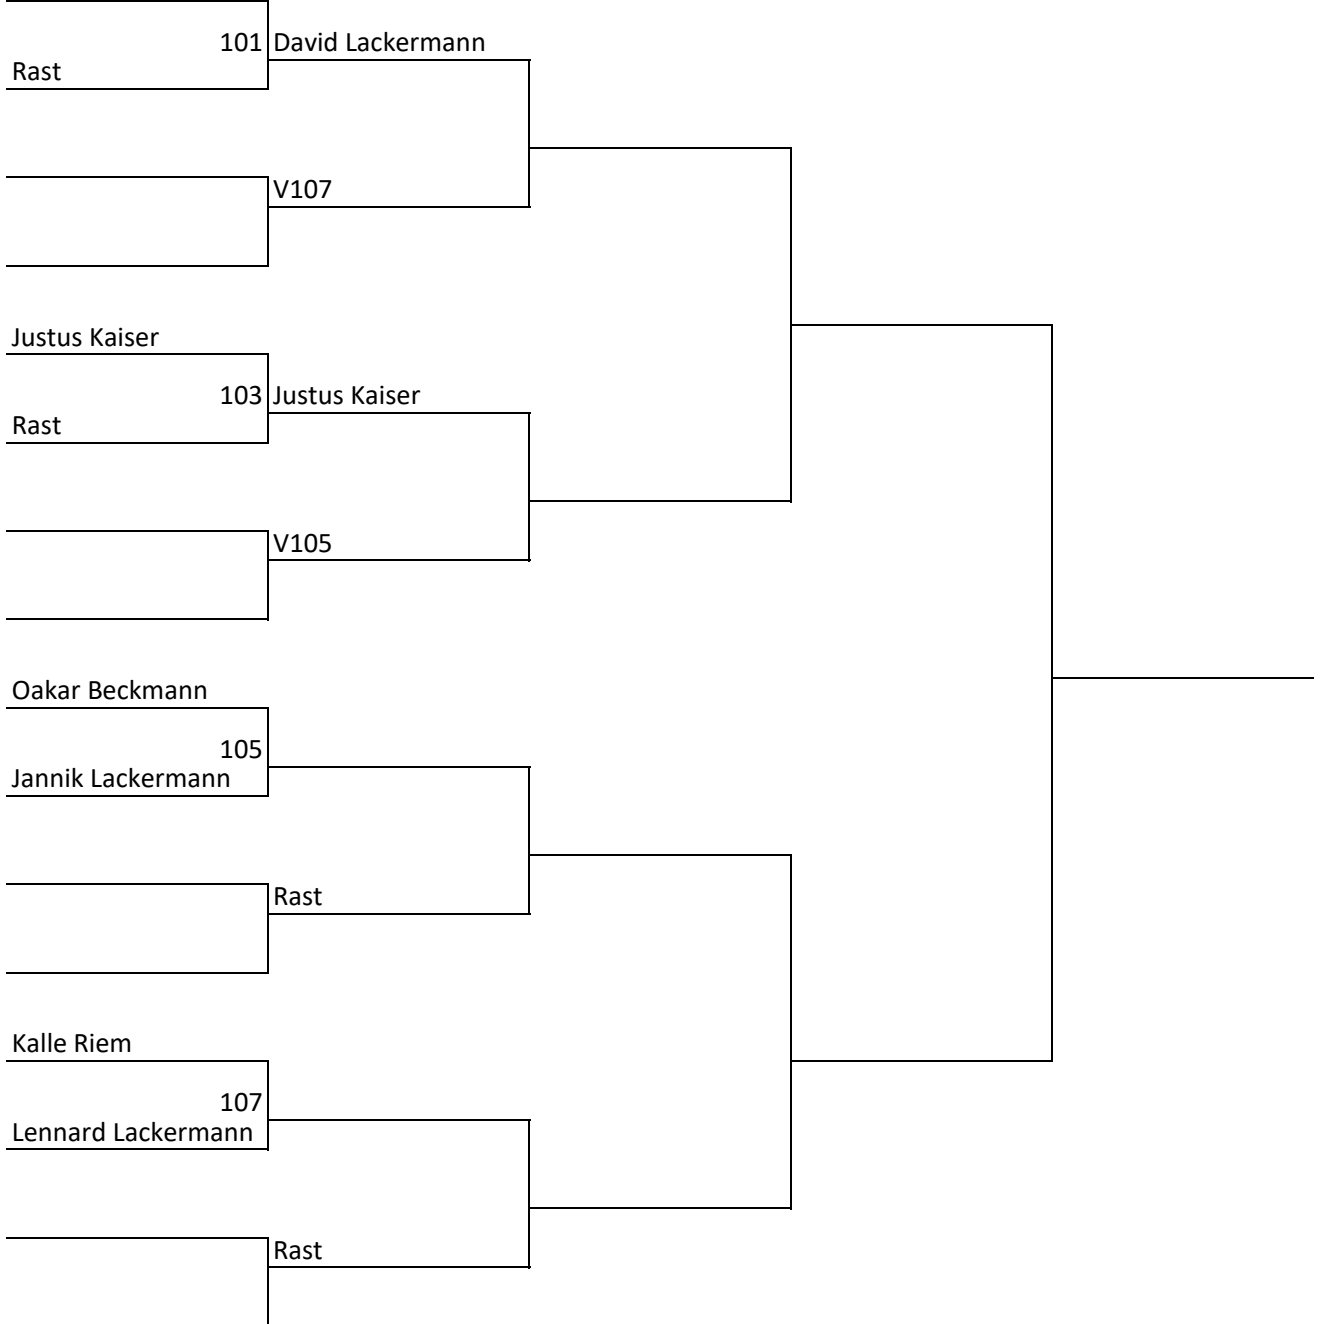 101 David Lackermann
Rast
V107
Justus Kaiser
103 Justus Kaiser
Rast
V105
Oakar Beckmann
105
Jannik Lackermann
Rast
Kalle Riem
107
Lennard Lackermann
Rast